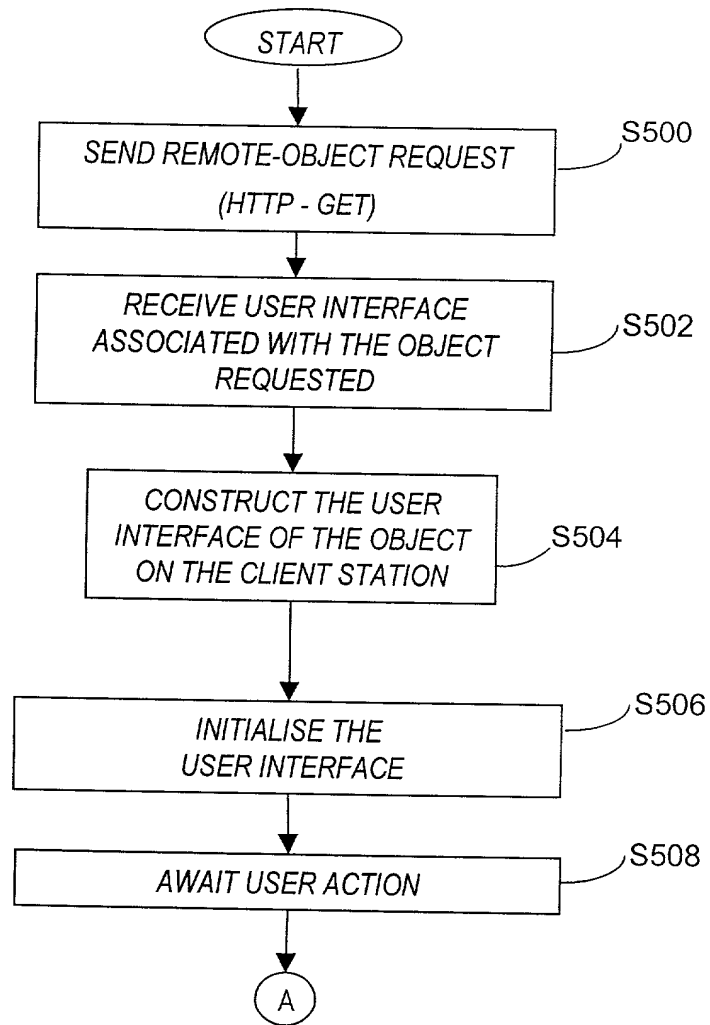 START
SEND REMOTE-OBJECT REQUEST
(HTTP - GET)
S500
RECEIVE USER INTERFACE
ASSOCIATED WITH THE OBJECT
REQUESTED
S502
CONSTRUCT THE USER
INTERFACE OF THE OBJECT
ON THE CLIENT STATION
S504
INITIALISE THE
USER INTERFACE
S506
AWAIT USER ACTION
S508
A